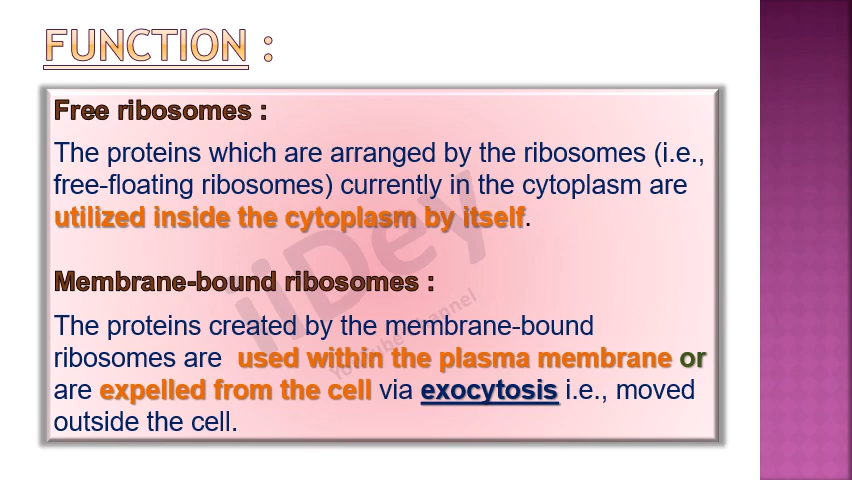 FUNCTION :
Free ribosomes :
The proteins which are arranged by the ribosomes (i.e.,
free-floating ribosomes) currently in the cytoplasm are
utilized inside the cytoplasm by itself.
Membrane-bound ribosomes :
The proteins created by the membrane-bound
ribosomes are used within the plasma membrane or
are expelled from the cell via exocytosis i.e., moved
outside the cell.
YouTube channel